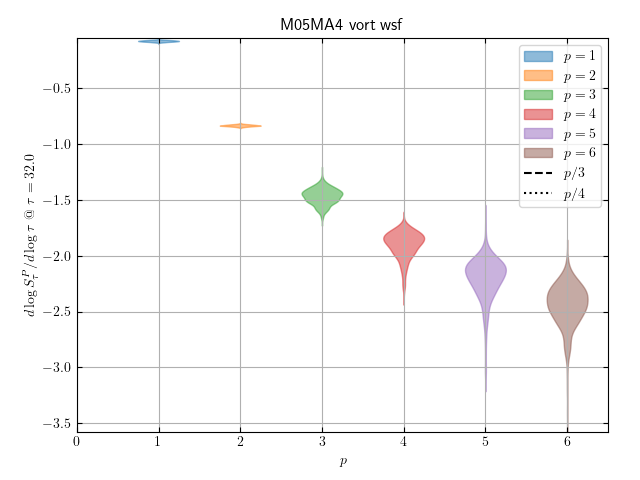 M05MA4 vort wsf
d log S_τ^P / d log τ @ τ = 32.0
−0.5
−1.0
−1.5
−2.0
−2.5
−3.0
−3.5
0 1 2 3 4 5 6
p
p = 1
p = 2
p = 3
p = 4
p = 5
p = 6
p/3
p/4